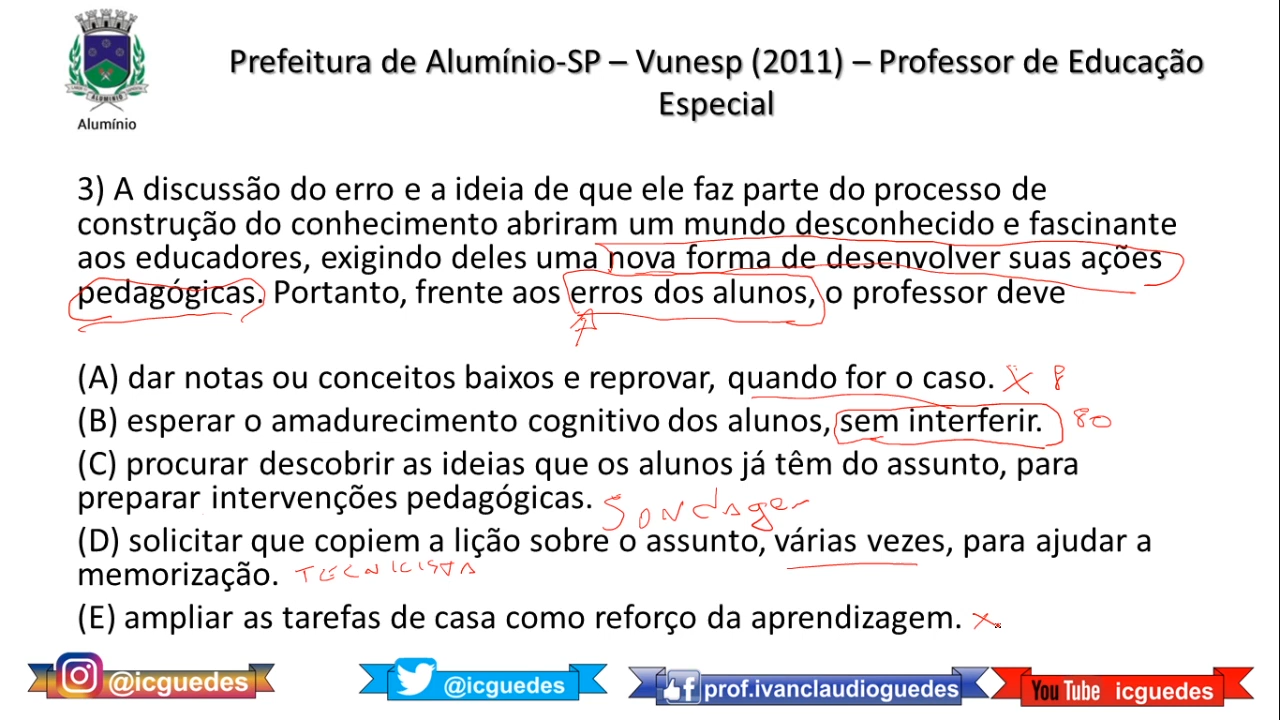 Prefeitura de Alumínio-SP – Vunesp (2011) – Professor de Educação
Especial
ALUMÍNIO
Alumínio
3) A discussão do erro e a ideia de que ele faz parte do processo de
construção do conhecimento abriram um mundo desconhecido e fascinante
aos educadores, exigindo deles uma nova forma de desenvolver suas ações
pedagógicas. Portanto, frente aos erros dos alunos, o professor deve
(A) dar notas ou conceitos baixos e reprovar, quando for o caso. X 8
(B) esperar o amadurecimento cognitivo dos alunos, sem interferir. 80
(C) procurar descobrir as ideias que os alunos já têm do assunto, para
preparar intervenções pedagógicas. Sondagem
(D) solicitar que copiem a lição sobre o assunto, várias vezes, para ajudar a
memorização. TECNICISTA
(E) ampliar as tarefas de casa como reforço da aprendizagem. X
@icguedes
@icguedes
prof.ivanclaudioguedes
You Tube icguedes